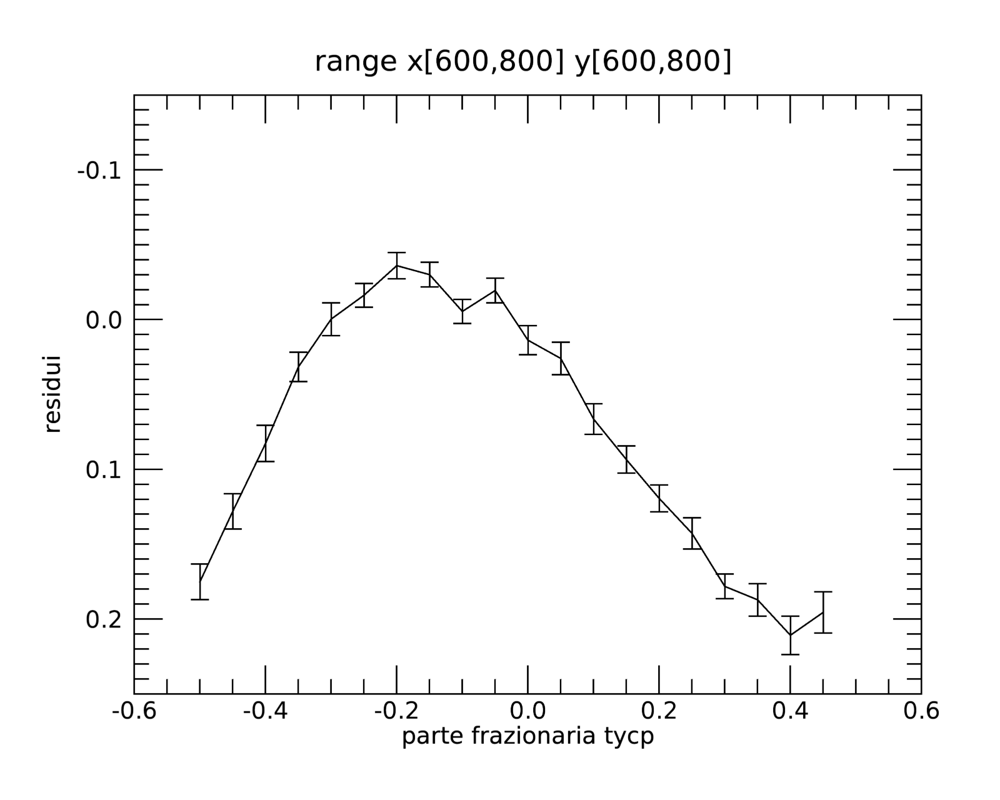 range x[600,800] y[600,800]
-0.1
0.0
0.1
0.2
residui
-0.6 -0.4 -0.2 0.0 0.2 0.4 0.6
parte frazionaria tycp